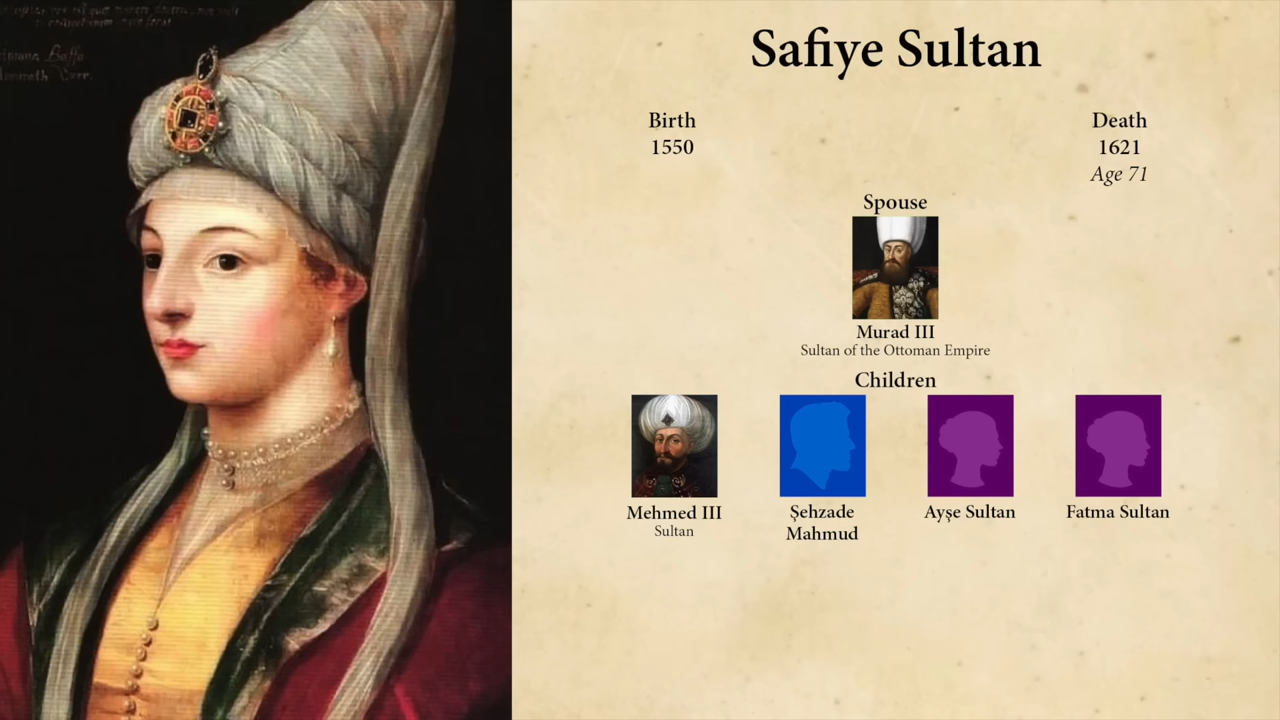 Safiye Sultan
Birth
1550
Death
1621
Age 71
Spouse
Murad III
Sultan of the Ottoman Empire
Children
Mehmed III
Sultan
Şehzade
Mahmud
Ayşe Sultan
Fatma Sultan